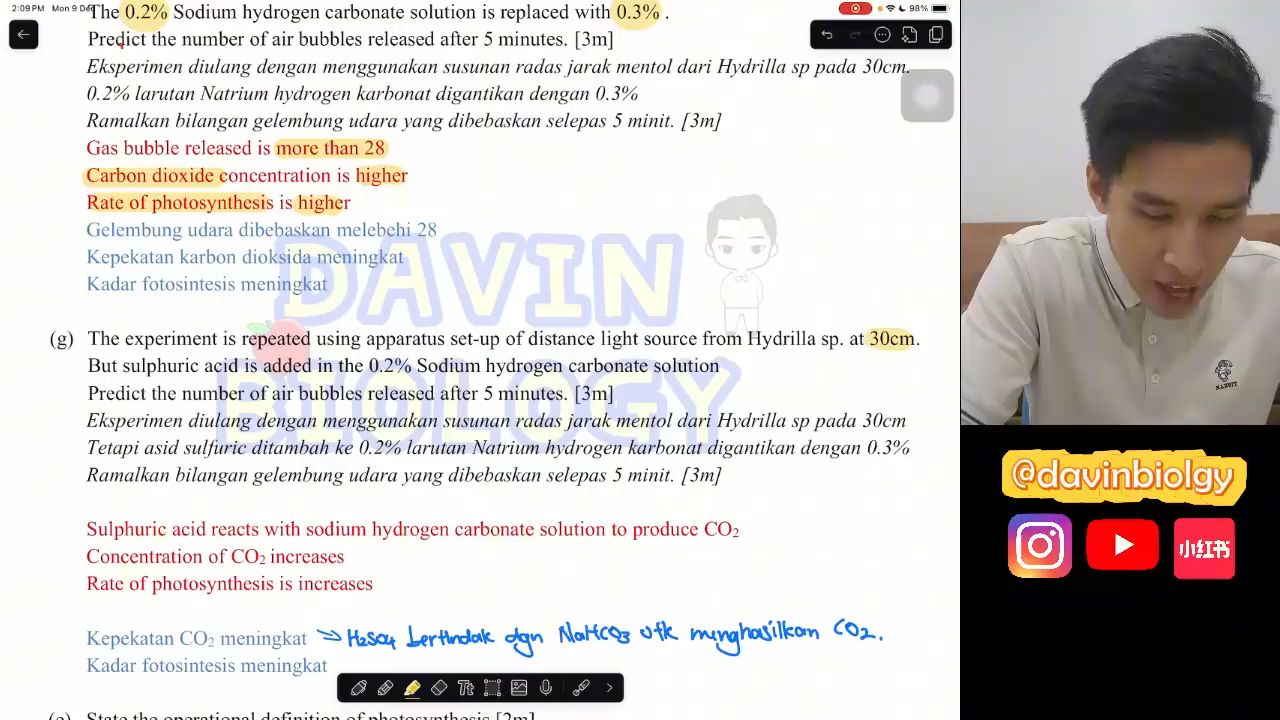 2:09 PM Mon 9 Dec
98%
The 0.2% Sodium hydrogen carbonate solution is replaced with 0.3% .
Predict the number of air bubbles released after 5 minutes. [3m]
Eksperimen diulang dengan menggunakan susunan radas jarak mentol dari Hydrilla sp pada 30cm.
0.2% larutan Natrium hydrogen karbonat digantikan dengan 0.3%
Ramalkan bilangan gelembung udara yang dibebaskan selepas 5 minit. [3m]
Gas bubble released is more than 28
Carbon dioxide concentration is higher
Rate of photosynthesis is higher
Gelembung udara dibebaskan melebehi 28
Kepekatan karbon dioksida meningkat
Kadar fotosintesis meningkat
DAVIN
BIOLOGY
(g) The experiment is repeated using apparatus set-up of distance light source from Hydrilla sp. at 30cm.
But sulphuric acid is added in the 0.2% Sodium hydrogen carbonate solution
Predict the number of air bubbles released after 5 minutes. [3m]
Eksperimen diulang dengan menggunakan susunan radas jarak mentol dari Hydrilla sp pada 30cm
Tetapi asid sulfuric ditambah ke 0.2% larutan Natrium hydrogen karbonat digantikan dengan 0.3%
Ramalkan bilangan gelembung udara yang dibebaskan selepas 5 minit. [3m]
Sulphuric acid reacts with sodium hydrogen carbonate solution to produce CO2
Concentration of CO2 increases
Rate of photosynthesis is increases
Kepekatan CO2 meningkat → H2SO4 bertindak dgn NaHCO3 utk menghasilkan CO2.
Kadar fotosintesis meningkat
Tt
(e) State the operational definition of photosynthesis [2m]
@davinbiolgy
小红书